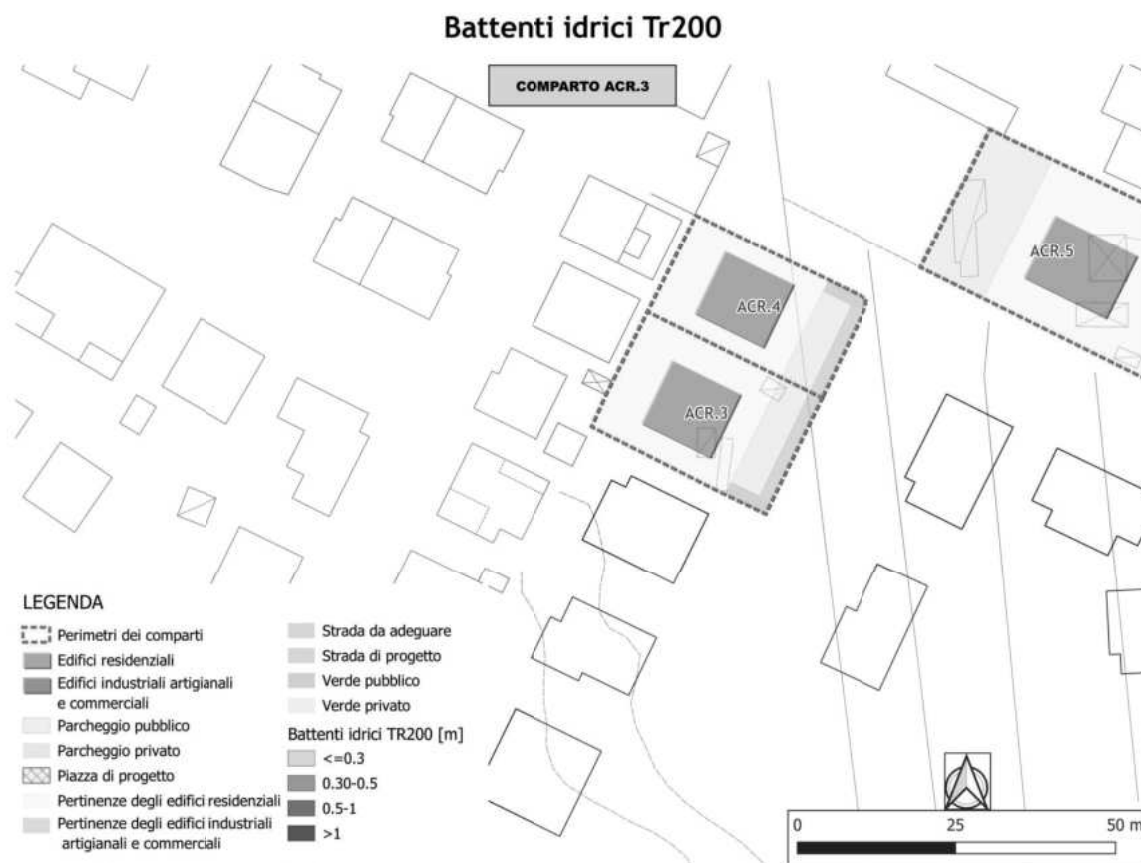 Battenti idrici Tr200
COMPARTO ACR.3
ACR.5
ACR.4
ACR.3
LEGENDA
Perimetri dei comparti
Edifici residenziali
Edifici industriali artigianali
e commerciali
Parcheggio pubblico
Parcheggio privato
Piazza di progetto
Pertinenze degli edifici residenziali
Pertinenze degli edifici industriali
artigianali e commerciali
Strada da adeguare
Strada di progetto
Verde pubblico
Verde privato
Battenti idrici TR200 [m]
<=0.3
0.30-0.5
0.5-1
>1
0 25 50 m